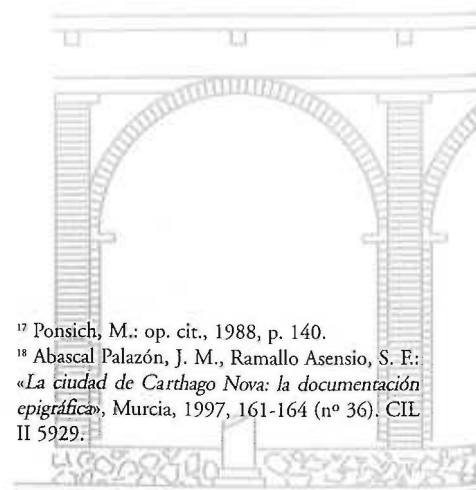 ¹⁷ Ponsich, M.: op. cit., 1988, p. 140.
¹⁸ Abascal Palazón, J. M., Ramallo Asensio, S. F.:
«La ciudad de Carthago Nova: la documentación
epigráfica», Murcia, 1997, 161-164 (nº 36). CIL
II 5929.